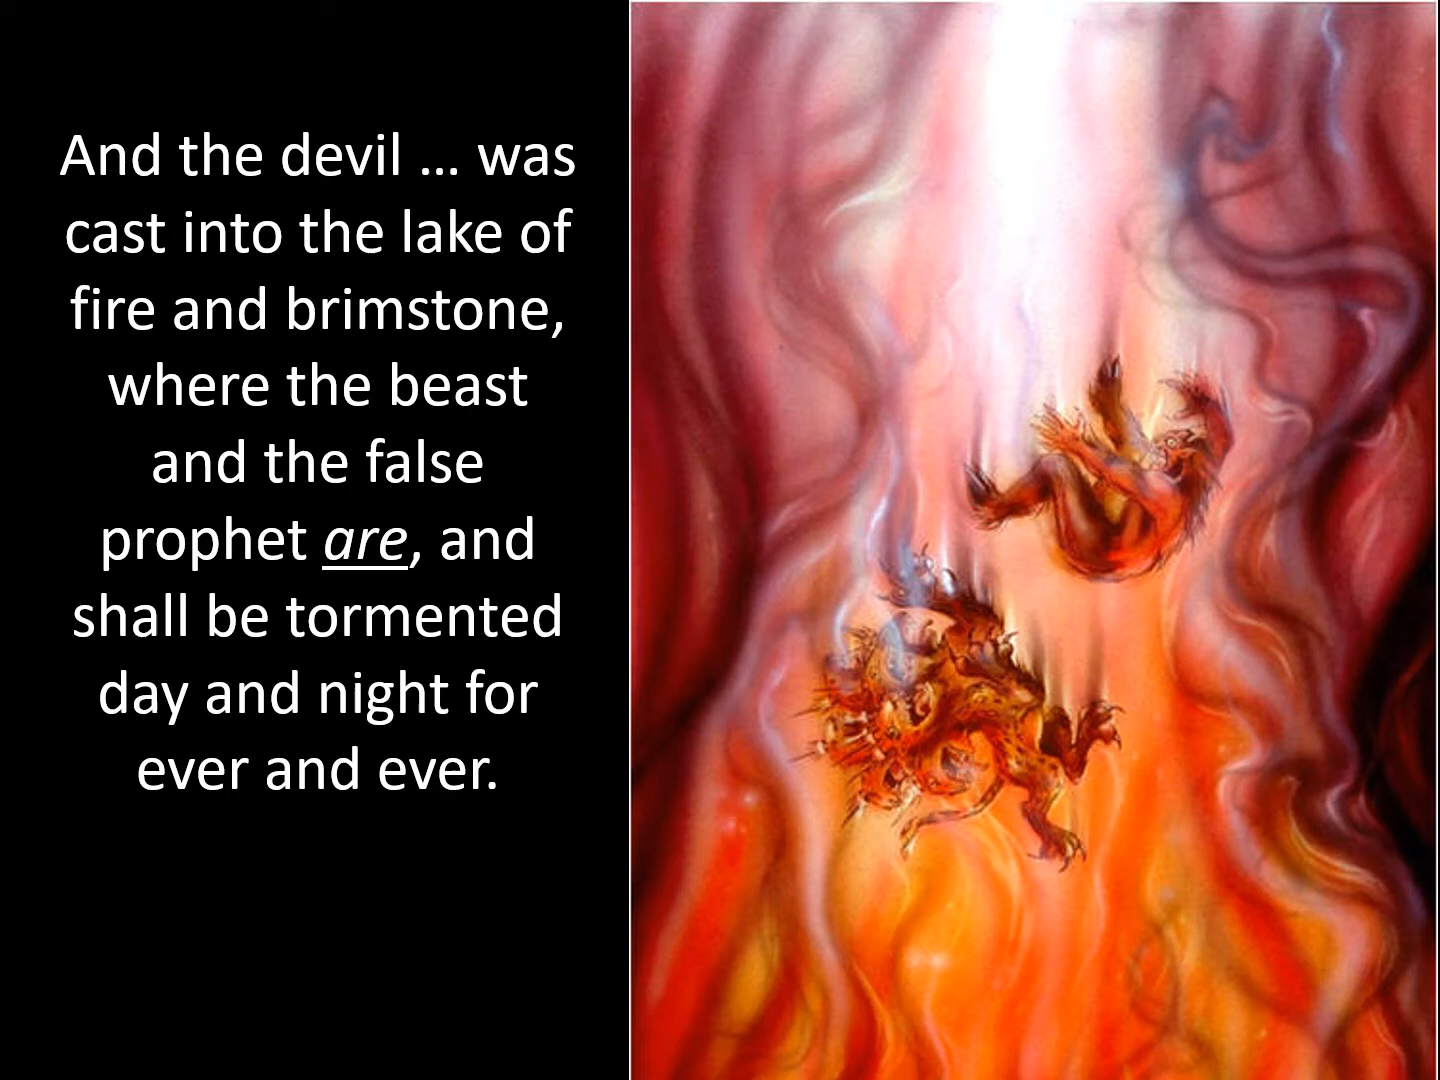 And the devil … was
cast into the lake of
fire and brimstone,
where the beast
and the false
prophet are, and
shall be tormented
day and night for
ever and ever.